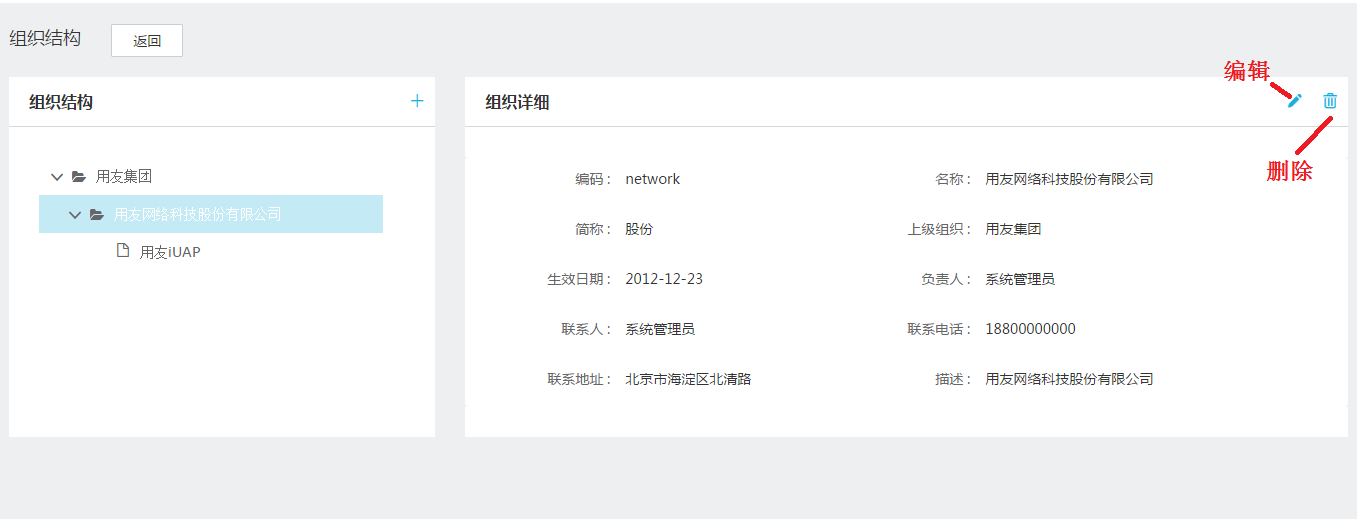 组织结构
返回
组织结构
用友集团
用友网络科技股份有限公司
用友iUAP
组织详细
编辑
删除
编码： network 名称： 用友网络科技股份有限公司
简称： 股份 上级组织： 用友集团
生效日期： 2012-12-23 负责人： 系统管理员
联系人： 系统管理员 联系电话： 18800000000
联系地址： 北京市海淀区北清路 描述： 用友网络科技股份有限公司